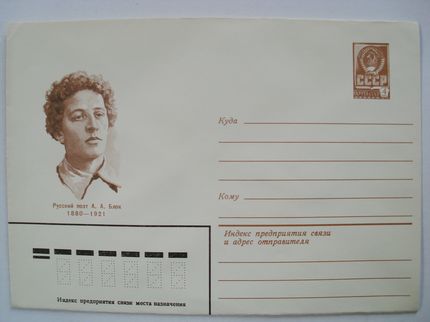 СССР
4
Куда
Русский поэт А. А. Блок
1880—1921
Кому
Индекс предприятия связи
и адрес отправителя
Индекс предприятия связи места назначения